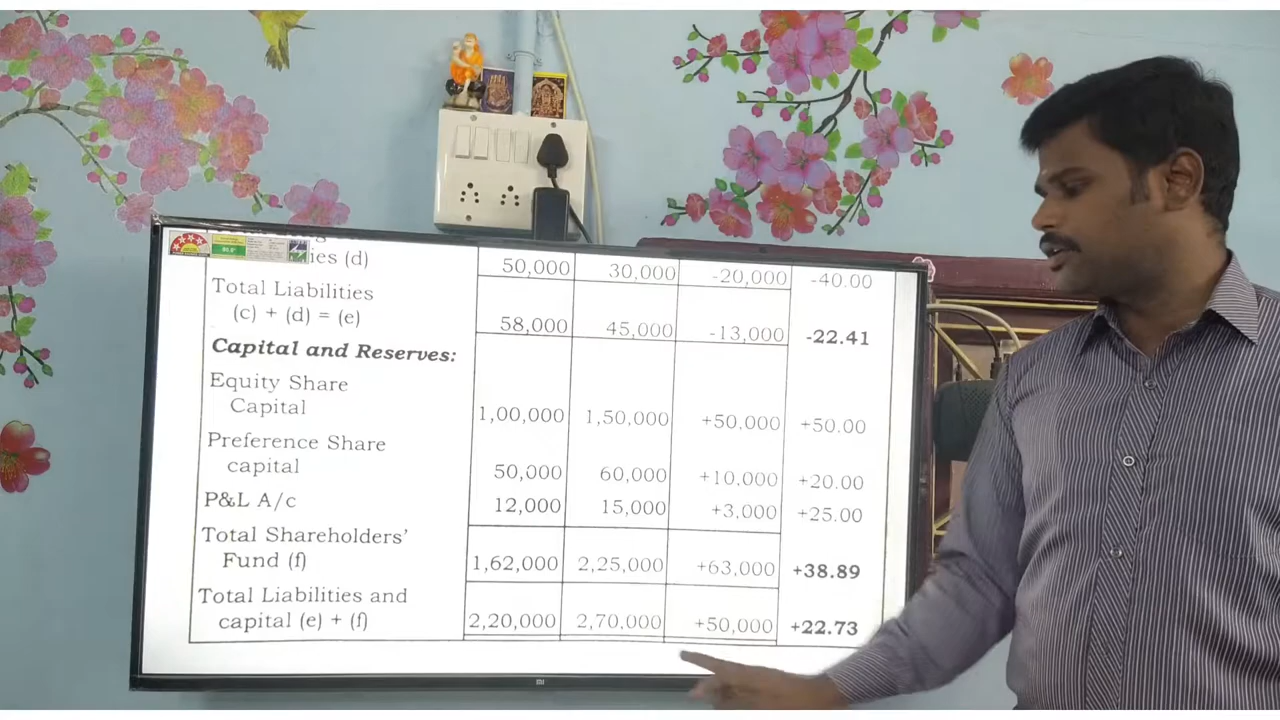 ies (d) 50,000 30,000 -20,000 -40.00
Total Liabilities
(c) + (d) = (e) 58,000 45,000 -13,000 -22.41
Capital and Reserves:
Equity Share
Capital 1,00,000 1,50,000 +50,000 +50.00
Preference Share
capital 50,000 60,000 +10.000 +20.00
P&L A/c 12,000 15,000 +3,000 +25.00
Total Shareholders’
Fund (f) 1,62,000 2,25,000 +63,000 +38.89
Total Liabilities and
capital (e) + (f) 2,20,000 2,70.000 +50,000 +22.73